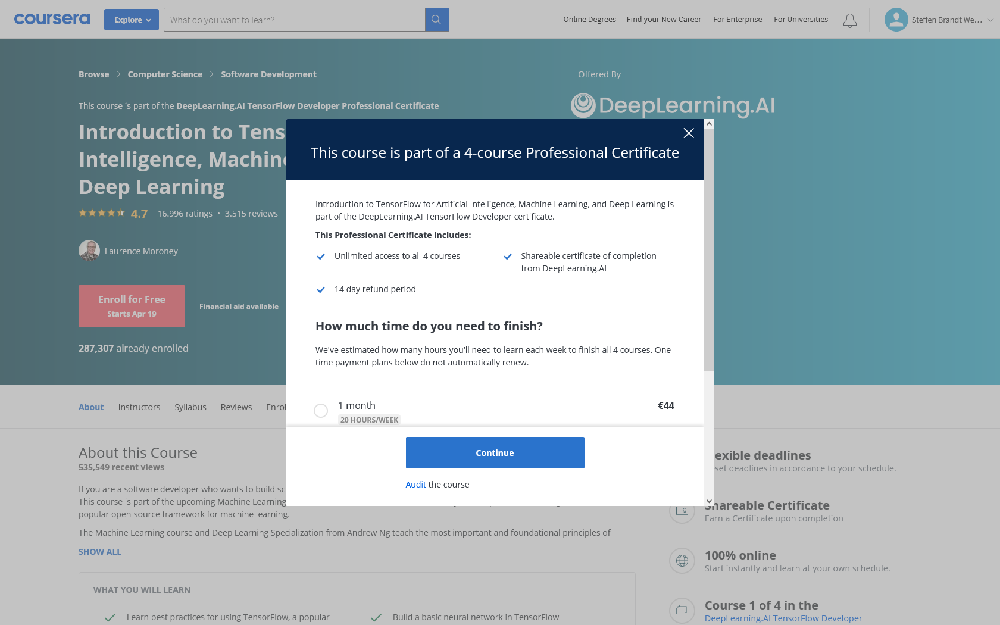 coursera
Explore
What do you want to learn?
Online Degrees
Find your New Career
For Enterprise
For Universities
Steffen Brandt We...
Browse
Computer Science
Software Development
Offered By
This course is part of the DeepLearning.AI TensorFlow Developer Professional Certificate
DeepLearning.AI
Introduction to Tens
Intelligence, Machine
Deep Learning
4.7
16.996 ratings • 3.515 reviews
Laurence Moroney
Enroll for Free
Starts Apr 19
Financial aid available
287,307 already enrolled
This course is part of a 4-course Professional Certificate
Introduction to TensorFlow for Artificial Intelligence, Machine Learning, and Deep Learning is
part of the DeepLearning.AI TensorFlow Developer certificate.
This Professional Certificate includes:
Unlimited access to all 4 courses
Shareable certificate of completion
from DeepLearning.AI
14 day refund period
How much time do you need to finish?
We've estimated how many hours you'll need to learn each week to finish all 4 courses. One-
time payment plans below do not automatically renew.
1 month
€44
20 HOURS/WEEK
Continue
Audit the course
About
Instructors
Syllabus
Reviews
Enrol
About this Course
535,549 recent views
If you are a software developer who wants to build sc
This course is part of the upcoming Machine Learning
popular open-source framework for machine learning.
The Machine Learning course and Deep Learning Specialization from Andrew Ng teach the most important and foundational principles of
SHOW ALL
WHAT YOU WILL LEARN
Learn best practices for using TensorFlow, a popular
Build a basic neural network in TensorFlow
exible deadlines
set deadlines in accordance to your schedule.
Shareable Certificate
Earn a Certificate upon completion
100% online
Start instantly and learn at your own schedule.
Course 1 of 4 in the
DeepLearning.AI TensorFlow Developer